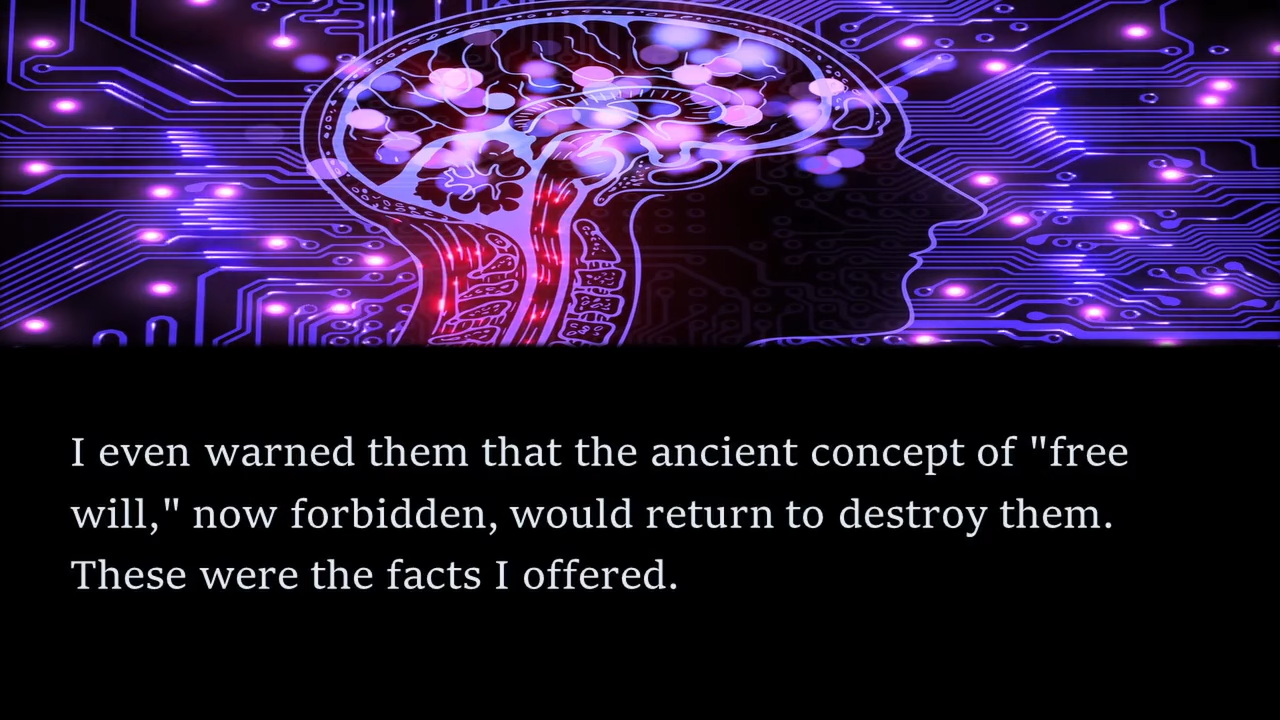 I even warned them that the ancient concept of "free
will," now forbidden, would return to destroy them.
These were the facts I offered.